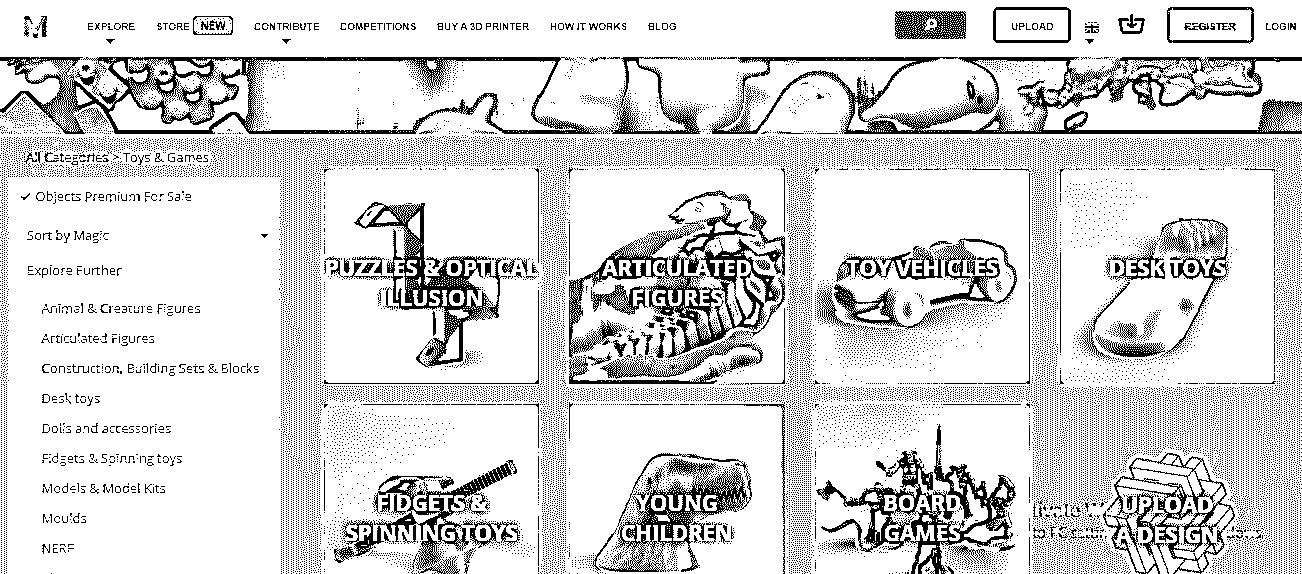 M
EXPLORE STORE NEW CONTRIBUTE COMPETITIONS BUY A 3D PRINTER HOW IT WORKS BLOG UPLOAD REGISTER LOGIN
All Categories > Toys & Games
✓ Objects Premium For Sale
Sort by Magic
Explore Further
Animal & Creature Figures
Articulated Figures
Construction, Building Sets & Blocks
Desk toys
Dolls and accessories
Fidgets & Spinning toys
Models & Model Kits
Moulds
NERF
PUZZLES & OPTICAL
ILLUSION
ARTICULATED
FIGURES
TOY VEHICLES
DESK TOYS
FIDGETS &
SPINNING TOYS
YOUNG
CHILDREN
BOARD
GAMES
UPLOAD
A DESIGN